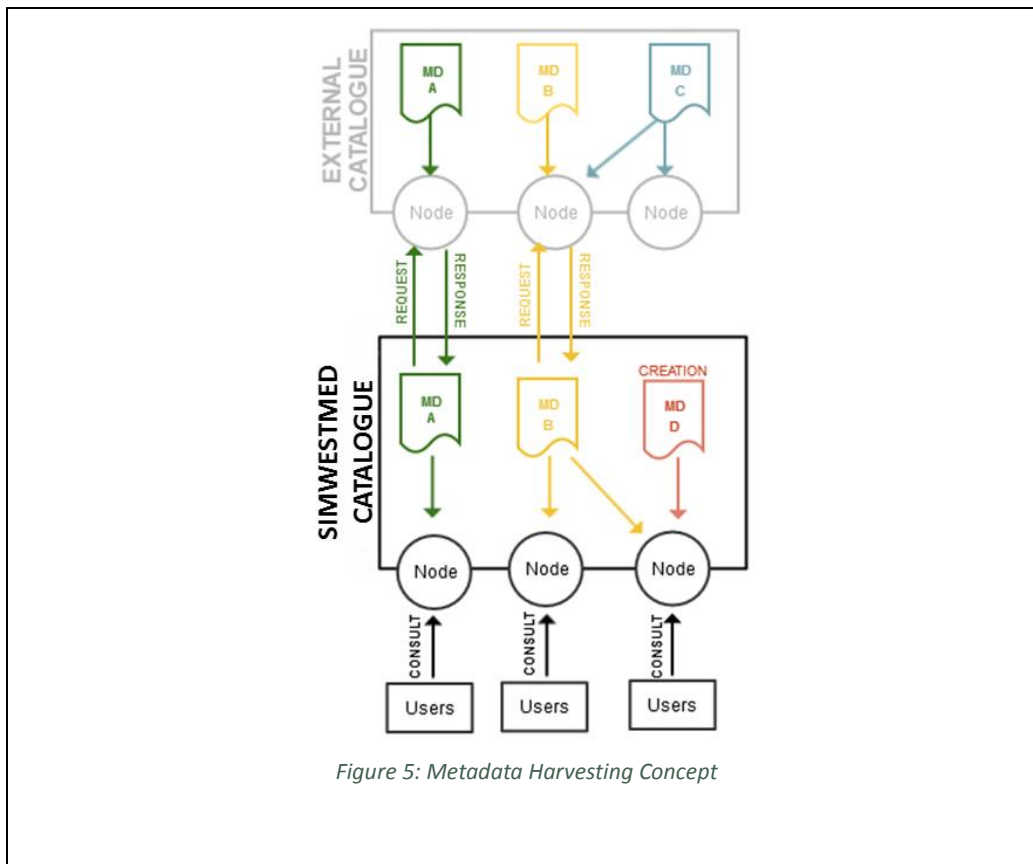 EXTERNAL
CATALOGUE
MD
A
MD
B
MD
C
Node
Node
Node
REQUEST
RESPONSE
REQUEST
RESPONSE
SIMWESTMED
CATALOGUE
MD
A
MD
B
CREATION
MD
D
Node
Node
Node
CONSULT
CONSULT
CONSULT
Users
Users
Users
Figure 5: Metadata Harvesting Concept